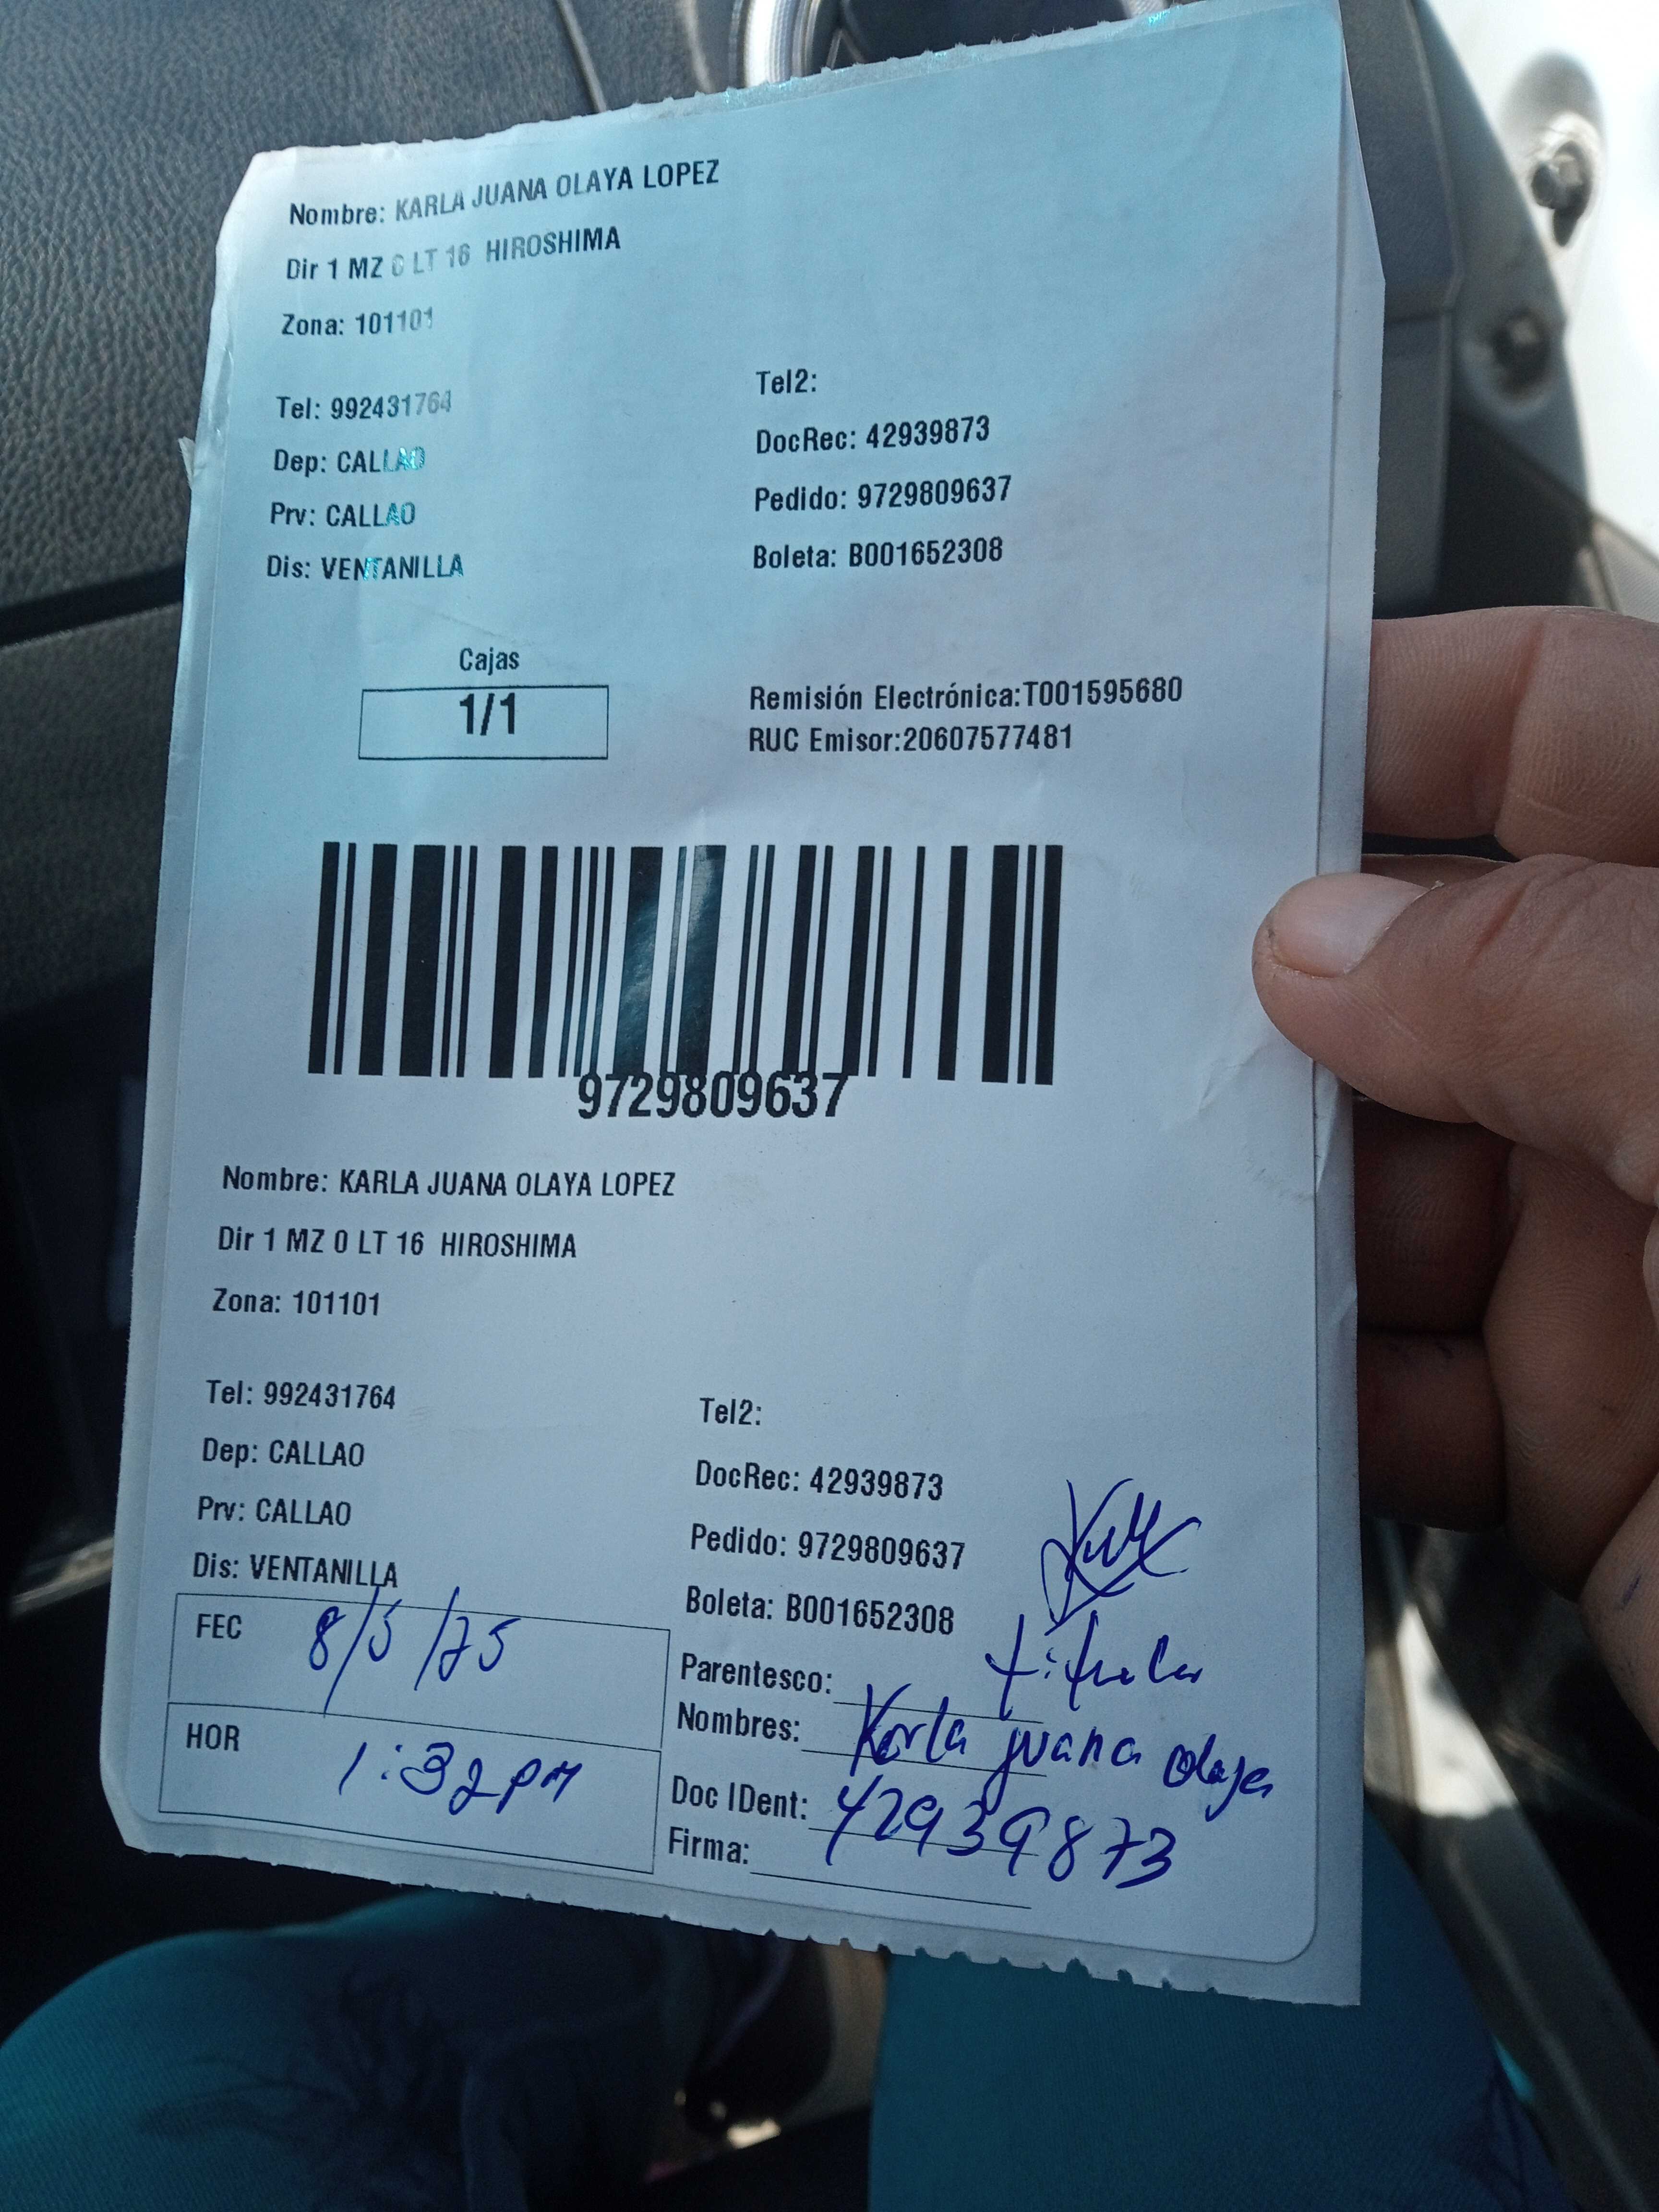 Nombre: KARLA JUANA OLAYA LOPEZ
Dir 1 MZ 0 LT 16 HIROSHIMA
Zona: 101101
Tel: 992431764
Tel2:
Dep: CALLAO
DocRec: 42939873
Prv: CALLAO
Pedido: 9729809637
Dis: VENTANILLA
Boleta: B001652308
Cajas
1/1
Remisión Electrónica:T001595680
RUC Emisor:20607577481
9729809637
Nombre: KARLA JUANA OLAYA LOPEZ
Dir 1 MZ 0 LT 16 HIROSHIMA
Zona: 101101
Tel: 992431764
Tel2:
Dep: CALLAO
DocRec: 42939873
Prv: CALLAO
Pedido: 9729809637
Dis: VENTANILLA
Boleta: B001652308
FEC 8/5/25
Parentesco: titular
Nombres: Karla juana olaya
HOR 1:32 pm
Doc IDent: 42939873
Firma: